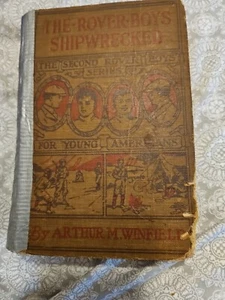 THE·ROVER·BOYS
SHIPWRECKED
THE SECOND ROVER BOYS
SERIES
FOR YOUNG AMERICANS
By ARTHUR M. WINFIELD